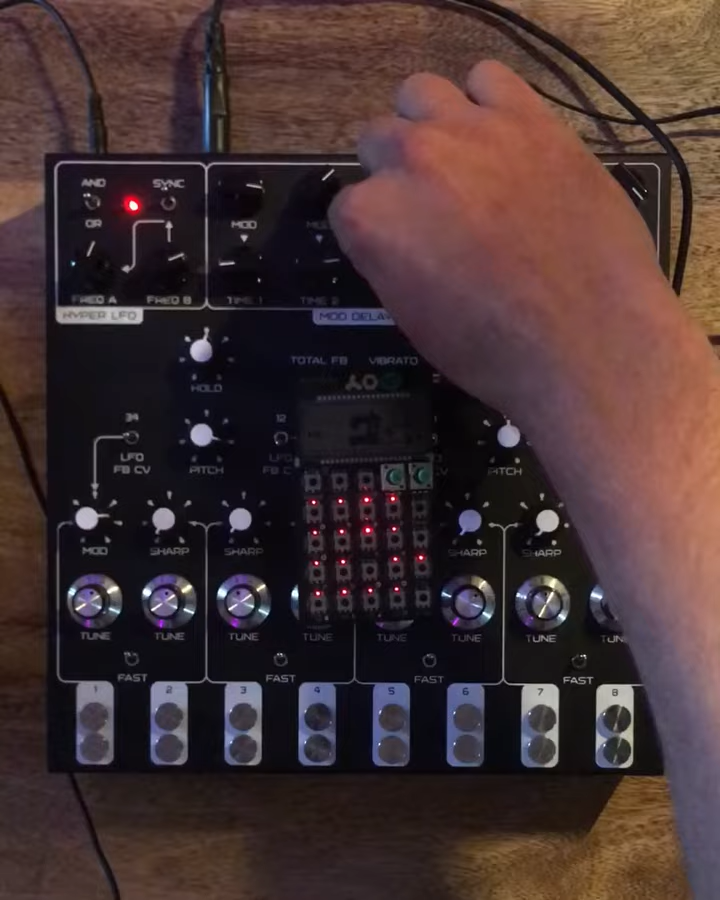 AND SYNC
MOD
OR
FREQ A FREQ B TIME 1 TIME 2
HYPER LFO MOD DELAY
TOTAL FB VIBRATO
HOLD
34 12
LFO LFO
FB CV
PITCH PITCH
MOD SHARP SHARP SHARP SHARP
TUNE TUNE TUNE TUNE TUNE TUNE TUNE
FAST FAST FAST FAST
1 2 3 4 5 6 7 8